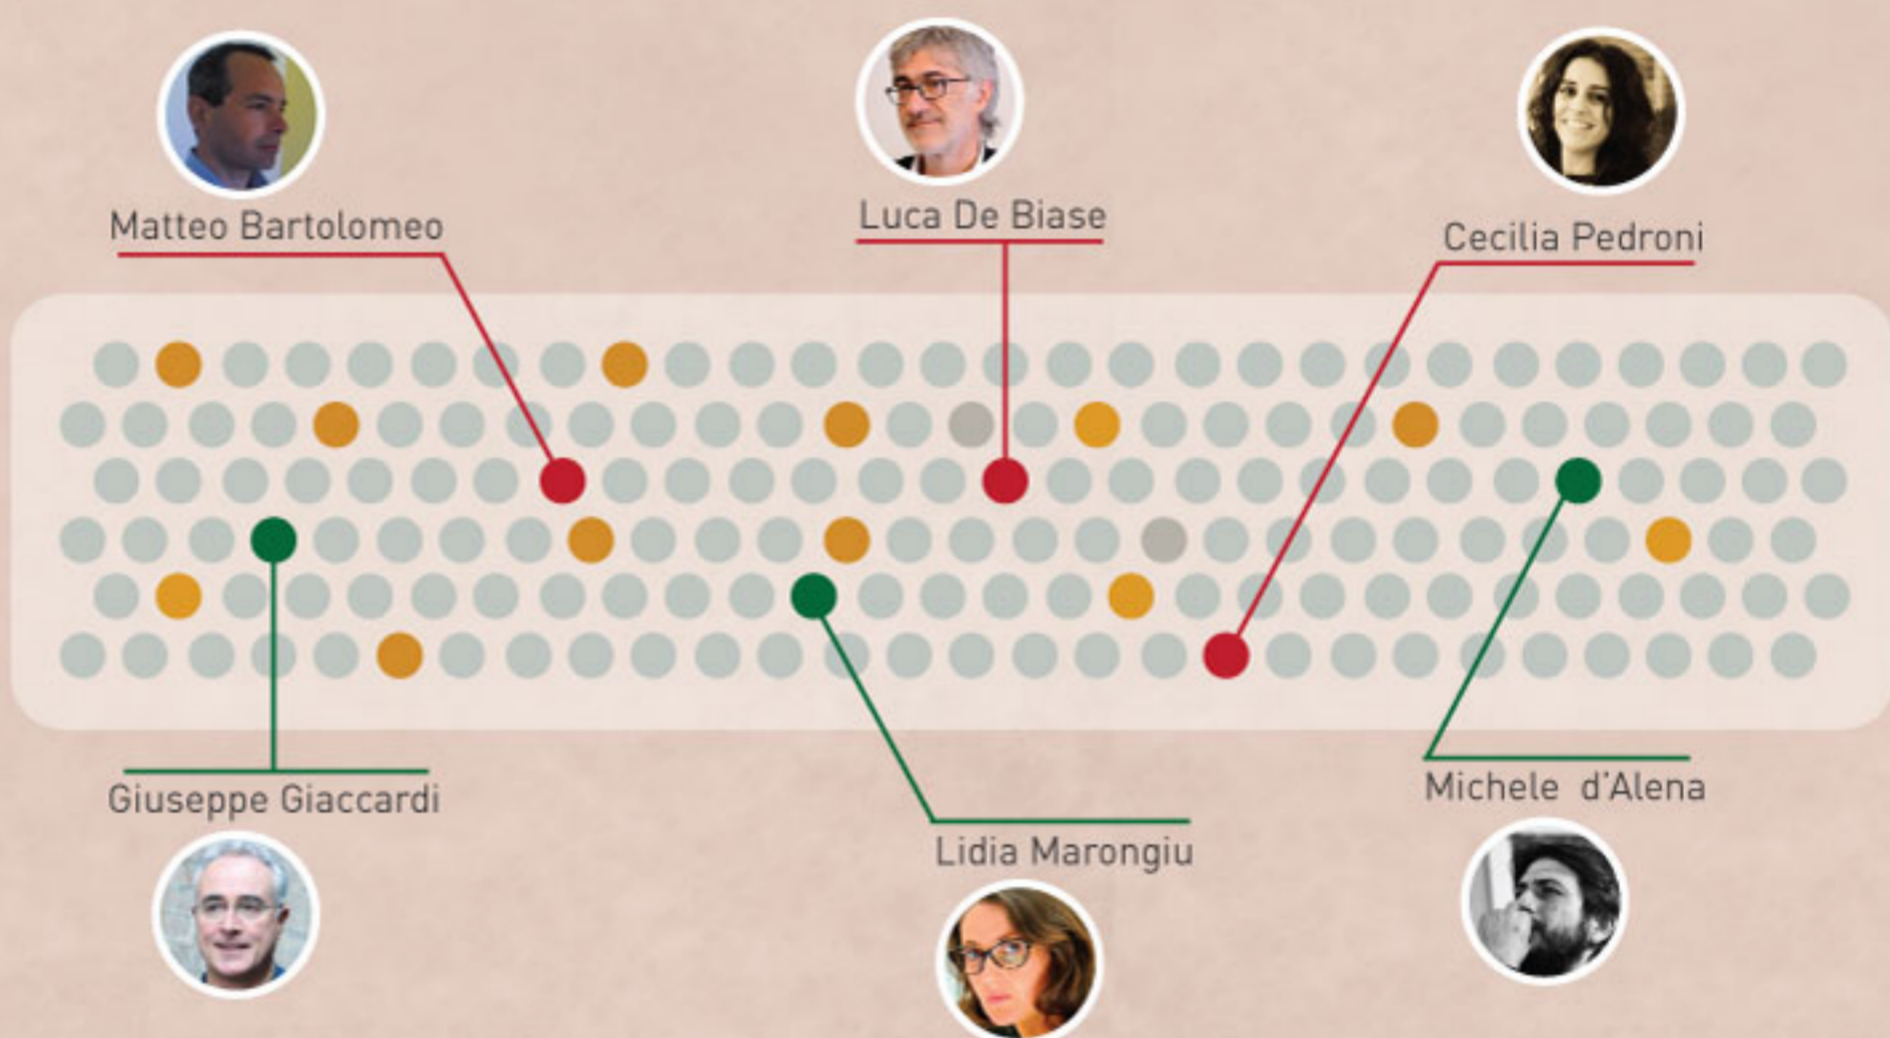 Matteo Bartolomeo
Luca De Biase
Cecilia Pedroni
Giuseppe Giaccardi
Lidia Marongiu
Michele d'Alena